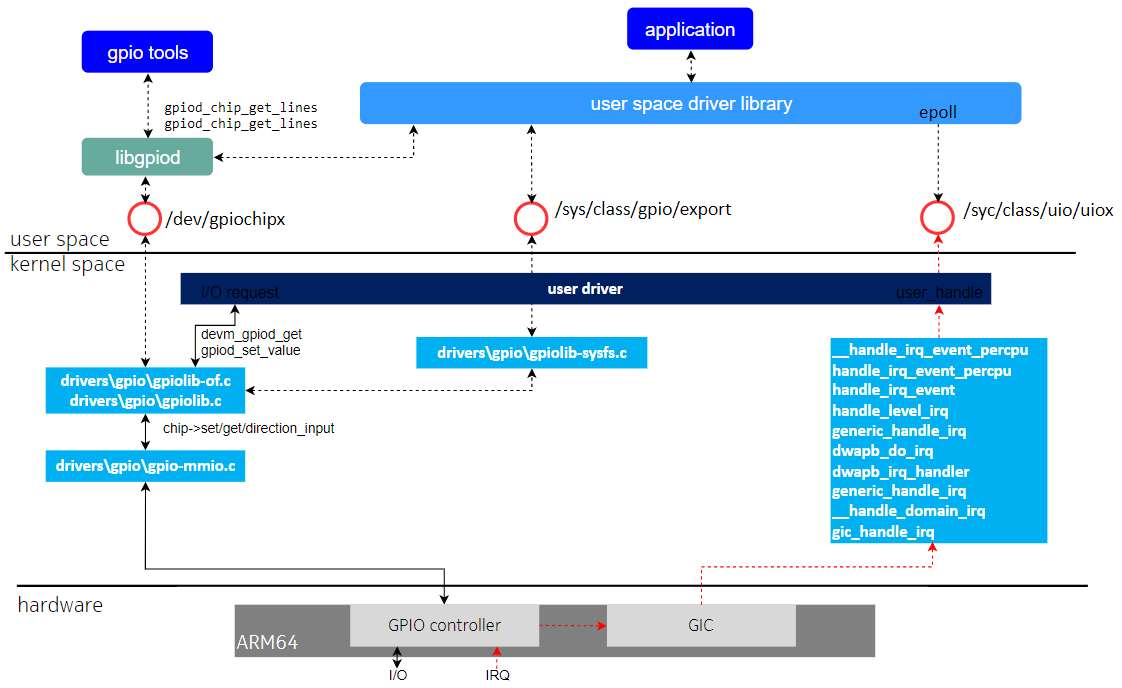 application
gpio tools
user space driver library
gpiod_chip_get_lines
gpiod_chip_get_lines
epoll
libgpiod
/dev/gpiochipx
/sys/class/gpio/export
/syc/class/uio/uiox
user space
kernel space
I/O request
user driver
user_handle
devm_gpiod_get
gpiod_set_value
drivers\gpio\gpiolib-sysfs.c
drivers\gpio\gpiolib-of.c
drivers\gpio\gpiolib.c
chip->set/get/direction_input
drivers\gpio\gpio-mmio.c
__handle_irq_event_percpu
handle_irq_event_percpu
handle_irq_event
handle_level_irq
generic_handle_irq
dwapb_do_irq
dwapb_irq_handler
generic_handle_irq
__handle_domain_irq
gic_handle_irq
hardware
ARM64
GPIO controller
GIC
I/O
IRQ